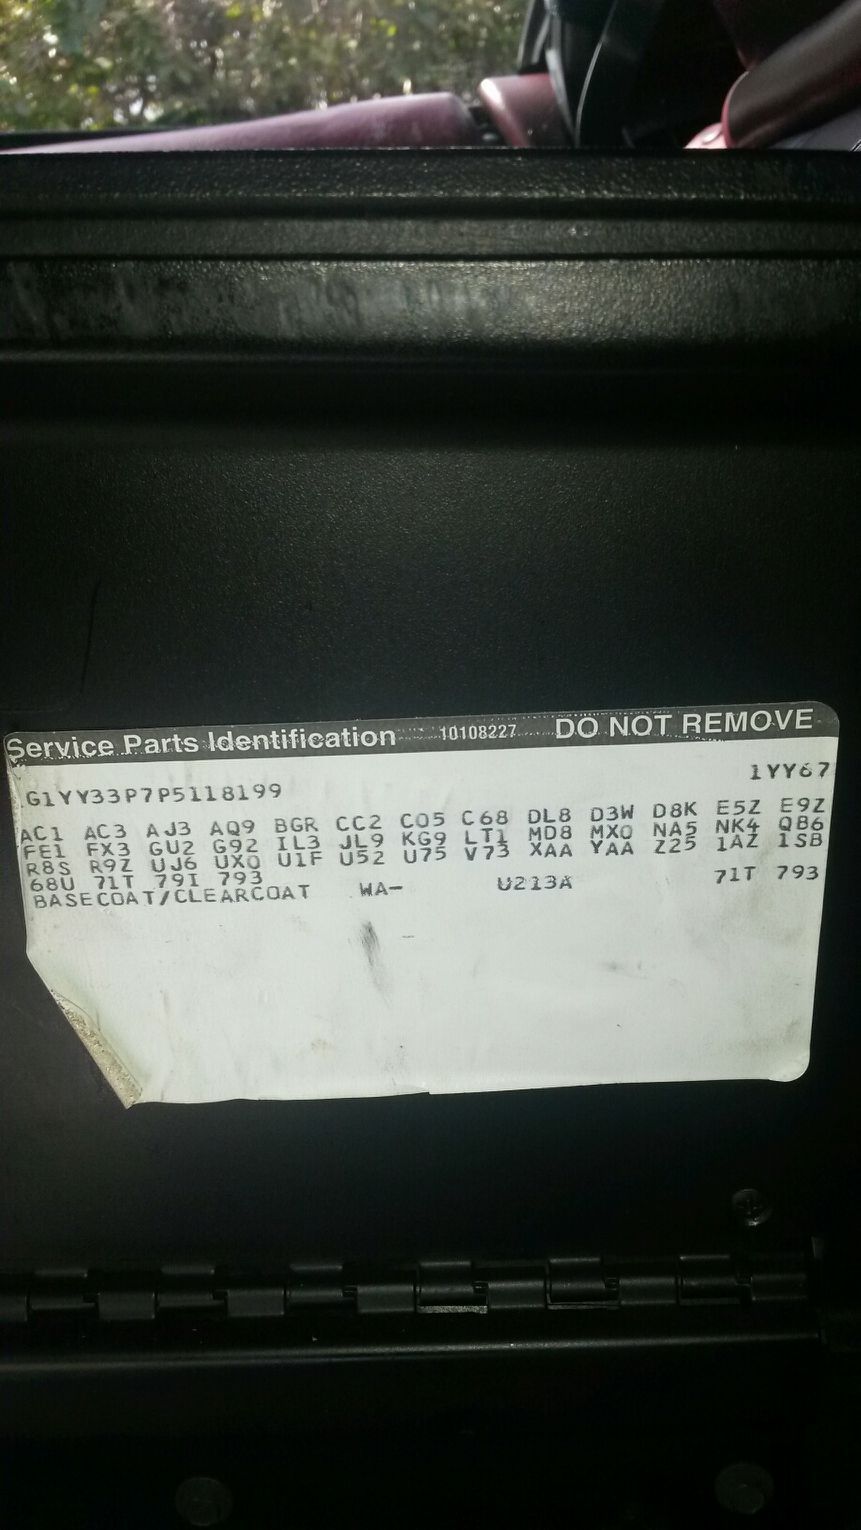 Service Parts Identification 10108227 DO NOT REMOVE
G1YY33P7P5118199 1YY67
AC1 AC3 AJ3 AQ9 BGR CC2 C05 C68 DL8 D3W D8K E5Z E9Z
FE1 FX3 GU2 G92 IL3 JL9 KG9 LT1 MD8 MX0 NA5 NK4 QB6
R8S R9Z UJ6 UX0 U1F U52 U75 V73 XAA YAA Z25 1AZ 1SB
68U 71T 79I 793
BASECOAT/CLEARCOAT WA- U213A 71T 793